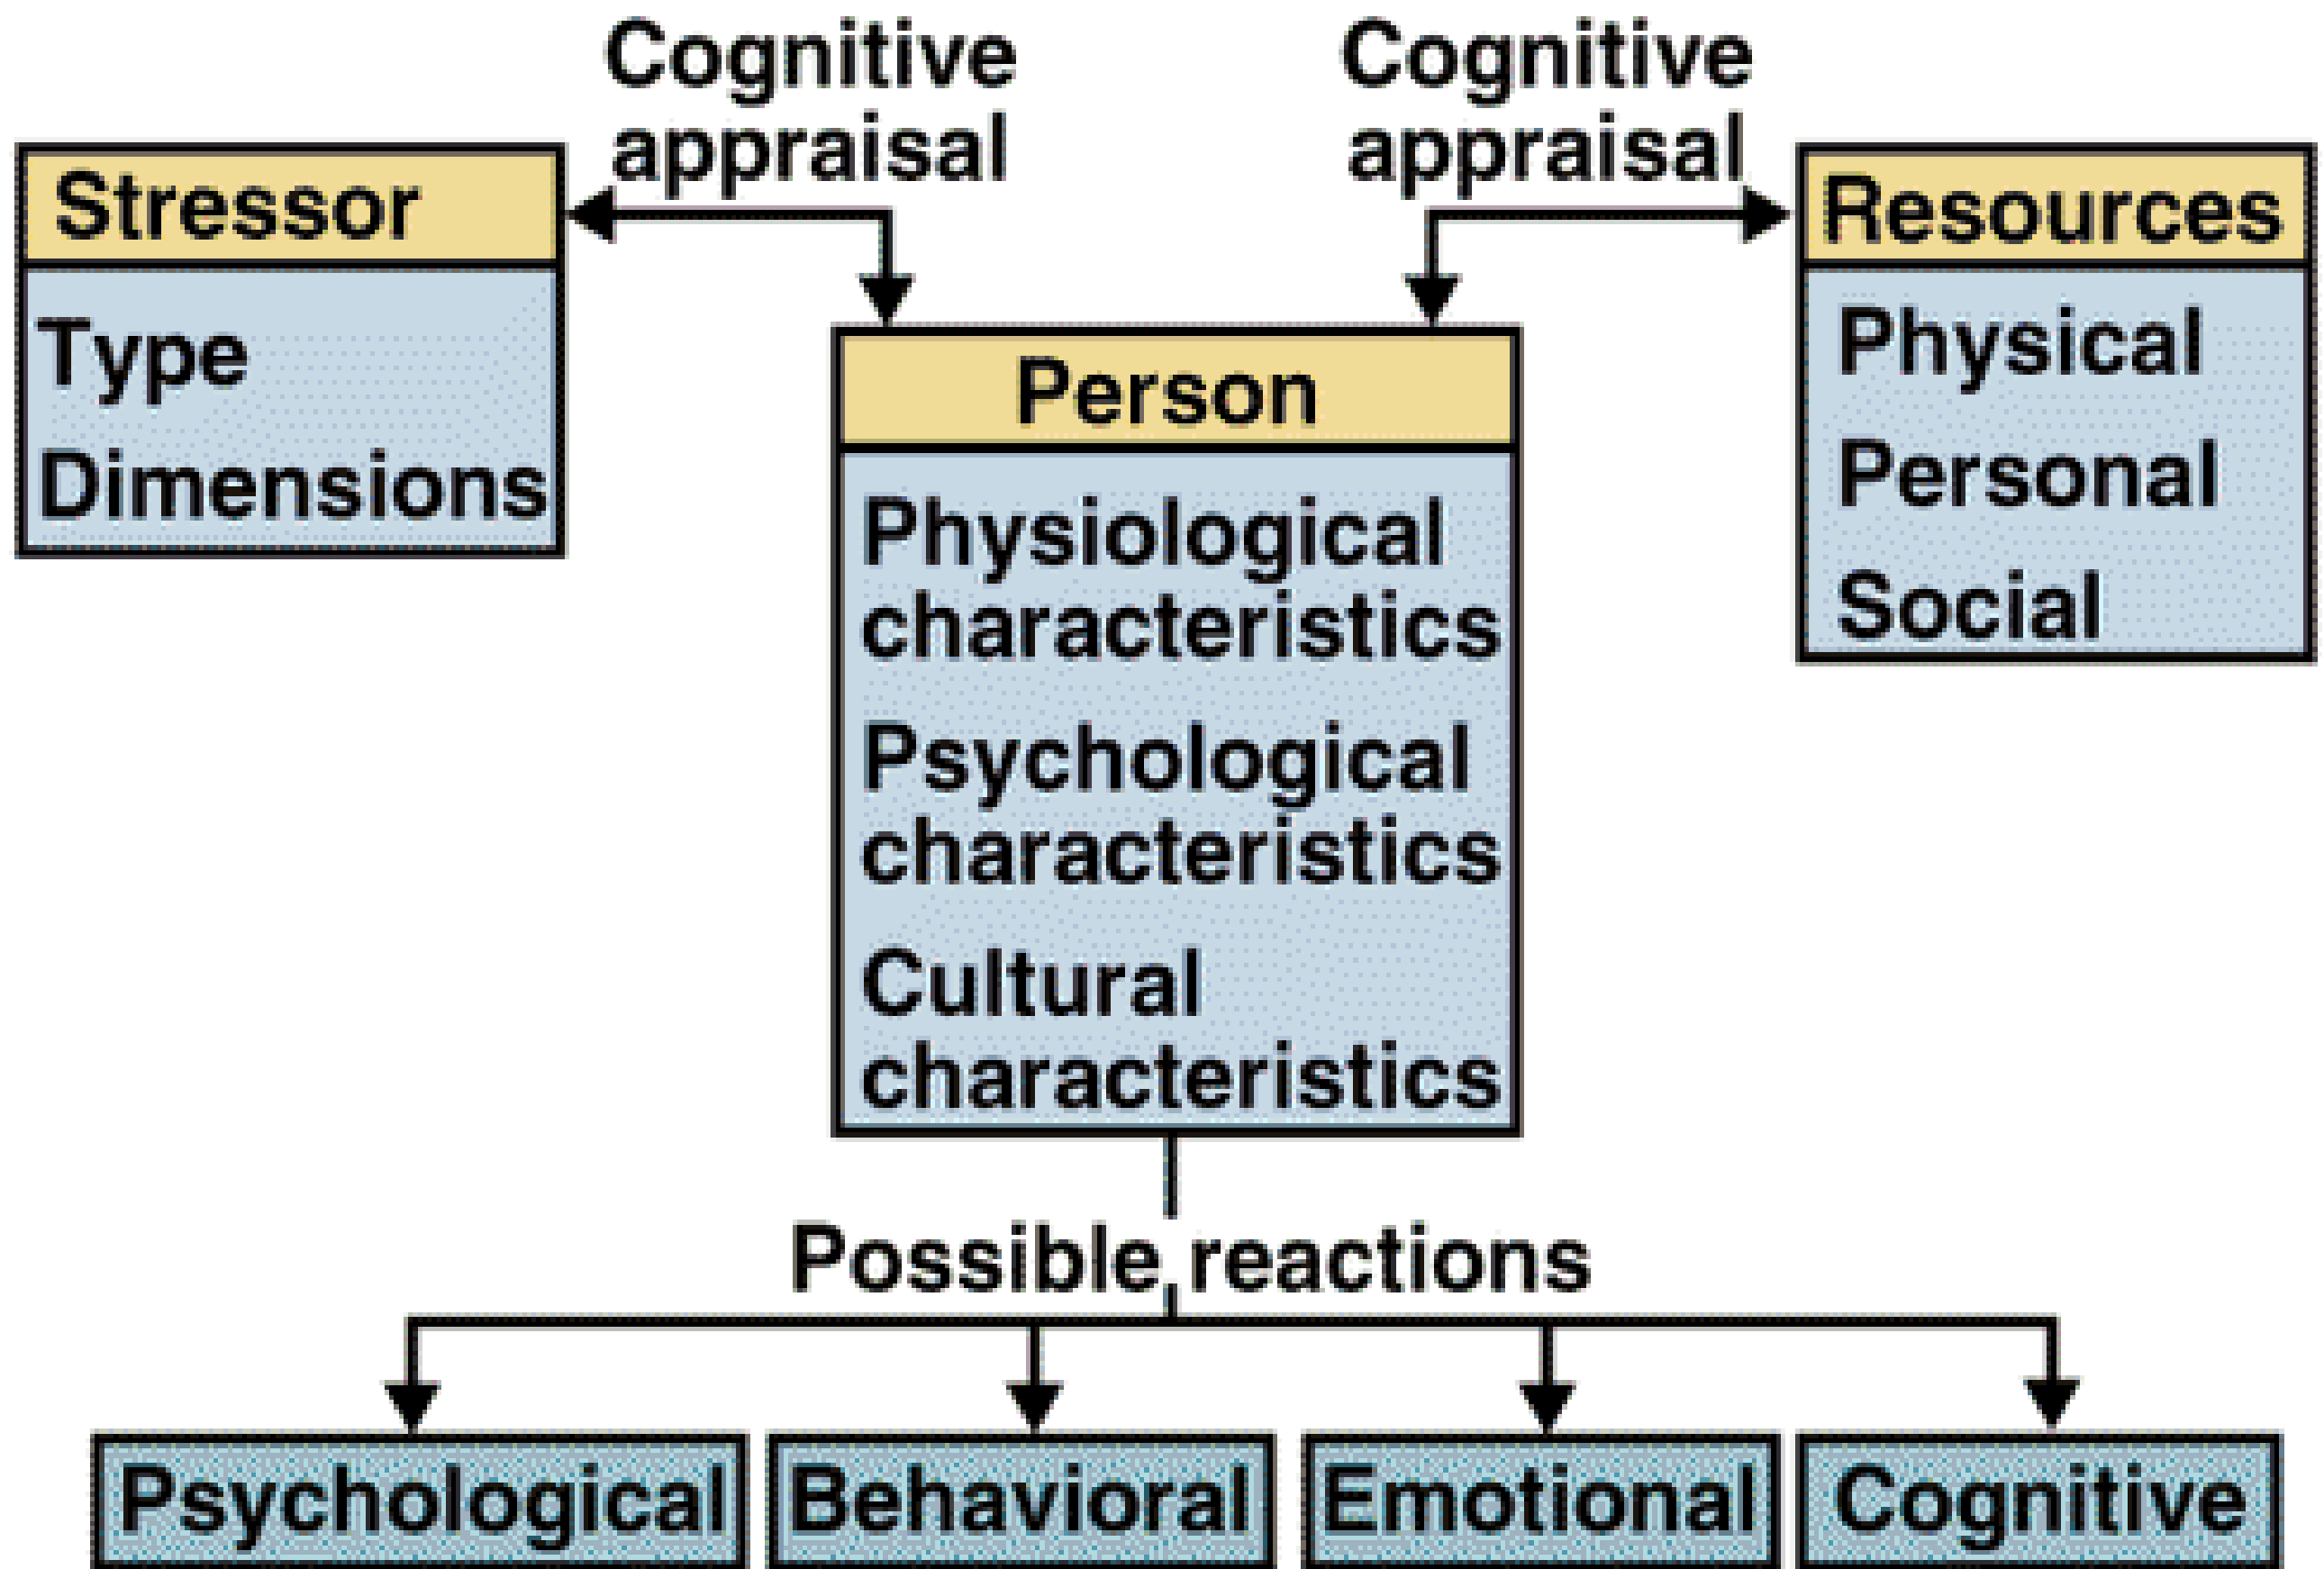 Cognitive
appraisal
Cognitive
appraisal
Stressor
Type
Dimensions
Resources
Physical
Personal
Social
Person
Physiological
characteristics
Psychological
characteristics
Cultural
characteristics
Possible reactions
Psychological
Behavioral
Emotional
Cognitive